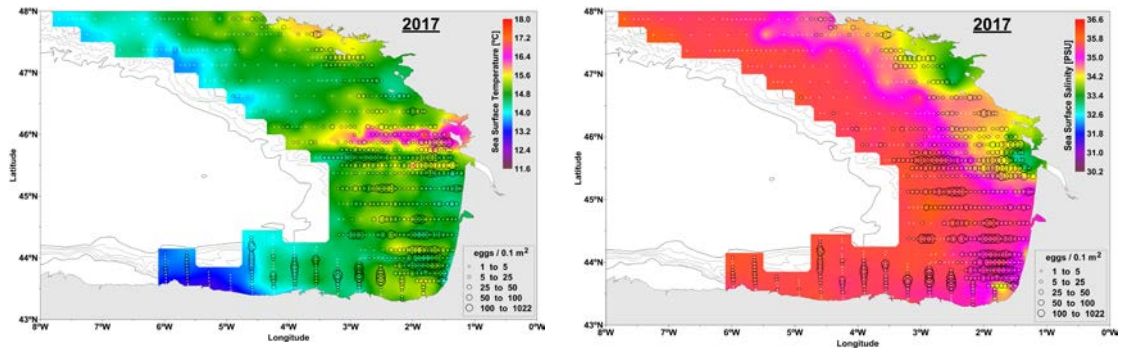 2017
48°N
47°N
46°N
45°N
44°N
43°N
Latitude
8°W 7°W 6°W 5°W 4°W 3°W 2°W 1°W 0°W
Longitude
Sea Surface Temperature [ºC]
18.0
17.2
16.4
15.6
14.8
14.0
13.2
12.4
11.6
eggs / 0.1 m²
1 to 5
5 to 25
25 to 50
50 to 100
100 to 1022
2017
48°N
47°N
46°N
45°N
44°N
43°N
Latitude
8°W 7°W 6°W 5°W 4°W 3°W 2°W 1°W 0°W
Longitude
Sea Surface Salinity [PSU]
36.6
35.8
35.0
34.2
33.4
32.6
31.8
31.0
30.2
eggs / 0.1 m²
1 to 5
5 to 25
25 to 50
50 to 100
100 to 1022